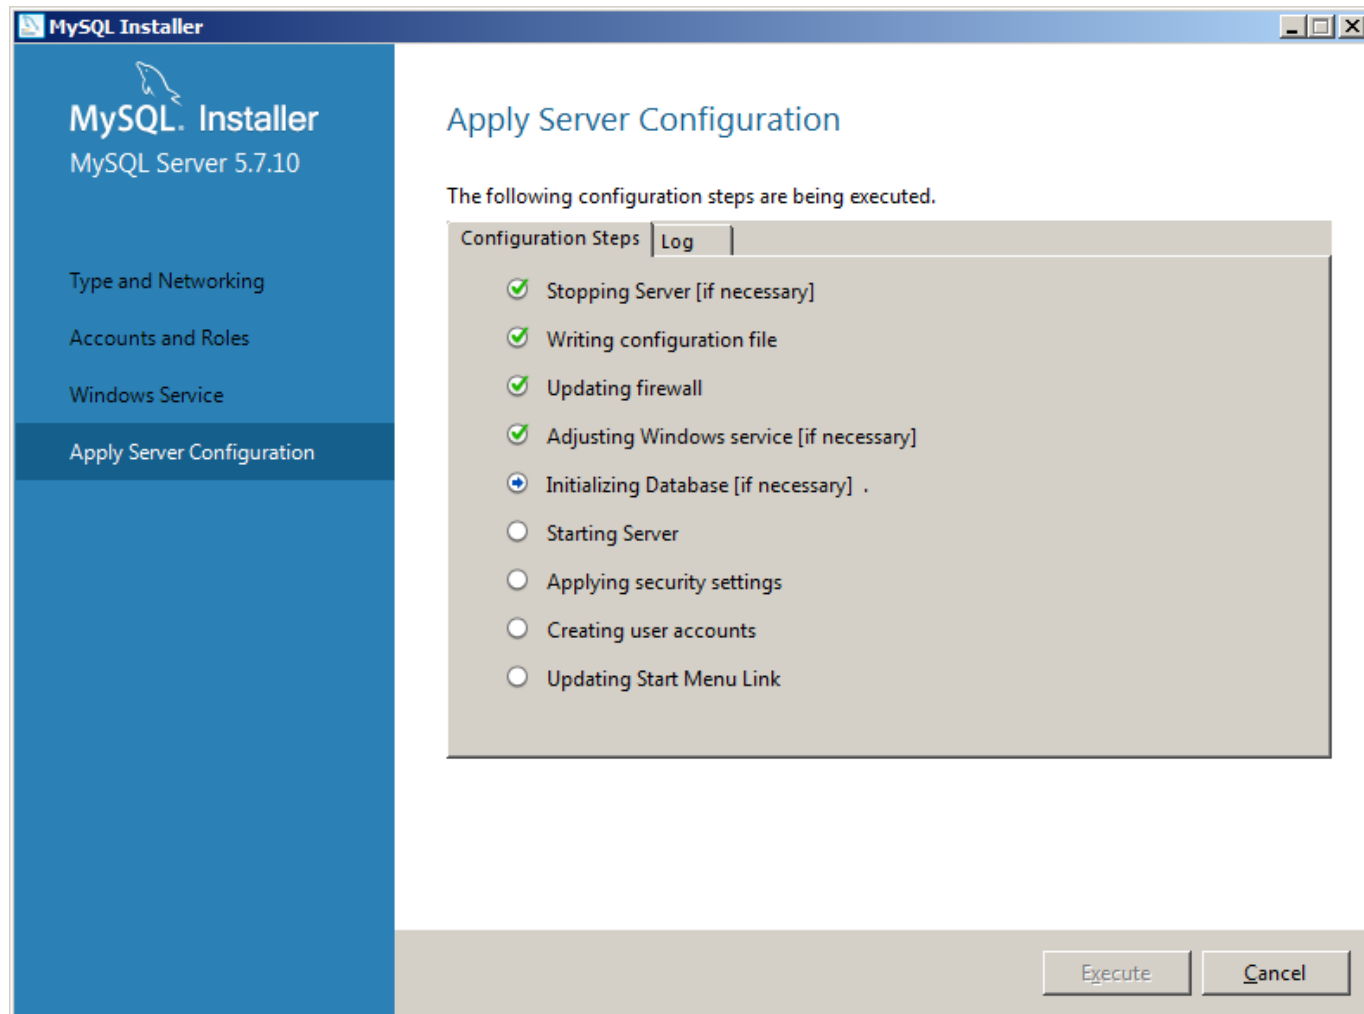 MySQL Installer
MySQL. Installer
MySQL Server 5.7.10
Type and Networking
Accounts and Roles
Windows Service
Apply Server Configuration
Apply Server Configuration
The following configuration steps are being executed.
Configuration Steps Log
Stopping Server [if necessary]
Writing configuration file
Updating firewall
Adjusting Windows service [if necessary]
Initializing Database [if necessary] .
Starting Server
Applying security settings
Creating user accounts
Updating Start Menu Link
Execute Cancel